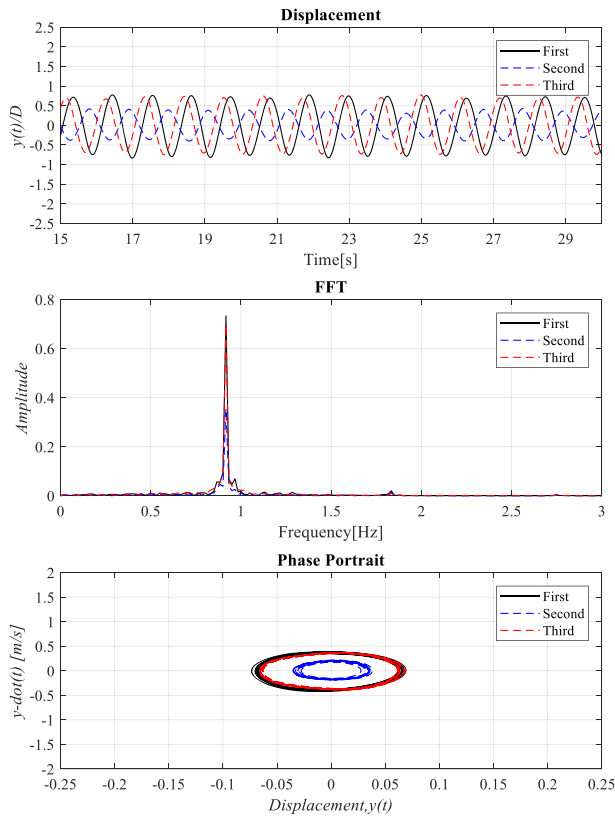 Displacement
2.5
2
1.5
1
0.5
0
-0.5
-1
-1.5
-2
-2.5
y(t)/D
First
Second
Third
15 17 19 21 23 25 27 29
Time[s]
FFT
0.8
0.6
0.4
0.2
0
Amplitude
First
Second
Third
0 0.5 1 1.5 2 2.5 3
Frequency[Hz]
Phase Portrait
2
1.5
1
0.5
0
-0.5
-1
-1.5
-2
y-dot(t) [m/s]
First
Second
Third
-0.25 -0.2 -0.15 -0.1 -0.05 0 0.05 0.1 0.15 0.2 0.25
Displacement,y(t)